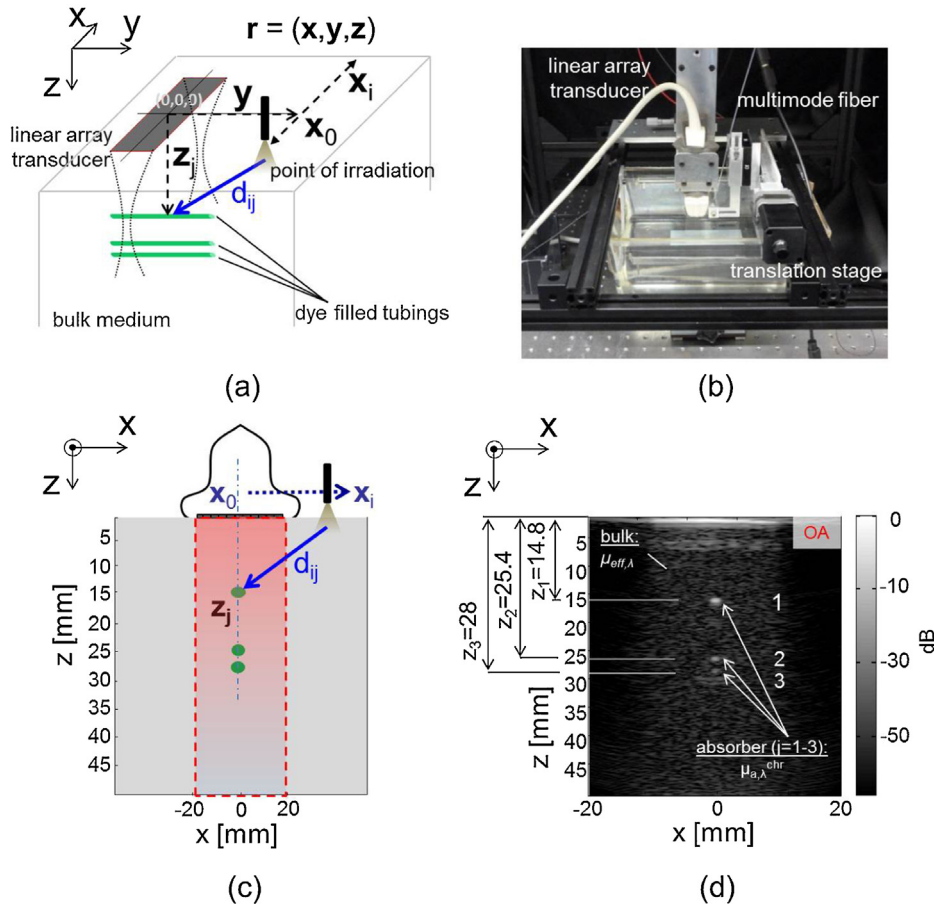 x
y
z
r = (x,y,z)
(0,0,0)
y
x_i
x_0
linear array
transducer
z_j
point of irradiation
d_ij
bulk medium
dye filled tubings
(a)
linear array
transducer
multimode fiber
translation stage
(b)
x
z
x_0
x_i
d_ij
z_j
5
10
15
20
25
30
35
40
45
z [mm]
-20
0
20
x [mm]
(c)
x
z
z_3=28
z_2=25.4
z_1=14.8
bulk:
μ_eff,λ
OA
1
2
3
absorber (j=1-3):
μ_a,λ^chr
5
10
15
20
25
30
35
40
45
z [mm]
-20
0
20
x [mm]
0
-10
-30
-50
dB
(d)